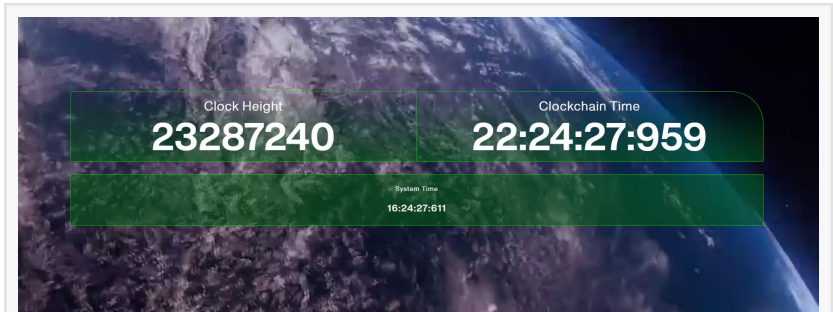 Clock Height
23287240
Clockchain Time
22:24:27:959
System Time
16:24:27:611